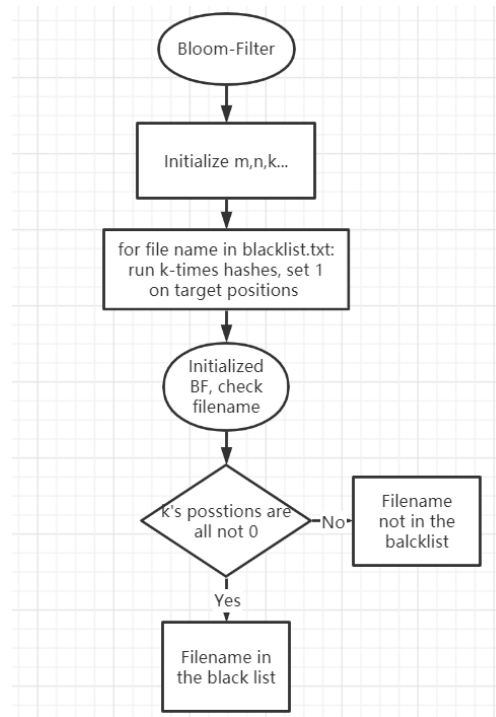 Bloom-Filter
Initialize m,n,k...
for file name in blacklist.txt:
run k-times hashes, set 1
on target positions
Initialized
BF, check
filename
k's posstions are
all not 0
No
Filename
not in the
balcklist
Yes
Filename in
the black list